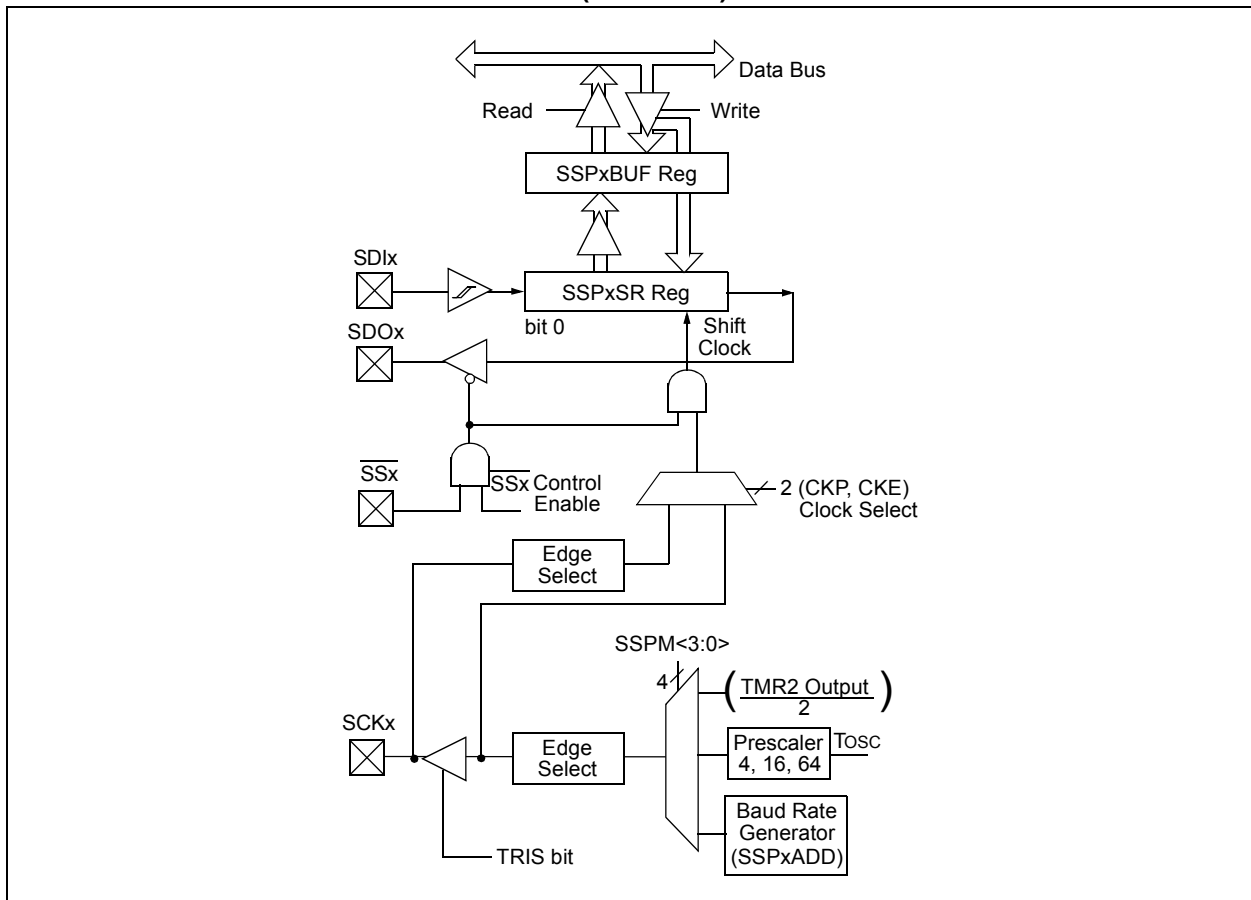 Data Bus
Read
Write
SSPxBUF Reg
SDIx
SSPxSR Reg
bit 0
Shift
Clock
SDOx
SSx
SSx Control
Enable
2 (CKP, CKE)
Clock Select
Edge
Select
SSPM<3:0>
4
(TMR2 Output)
2
SCKx
Edge
Select
Prescaler
4, 16, 64
TOSC
Baud Rate
Generator
(SSPxADD)
TRIS bit